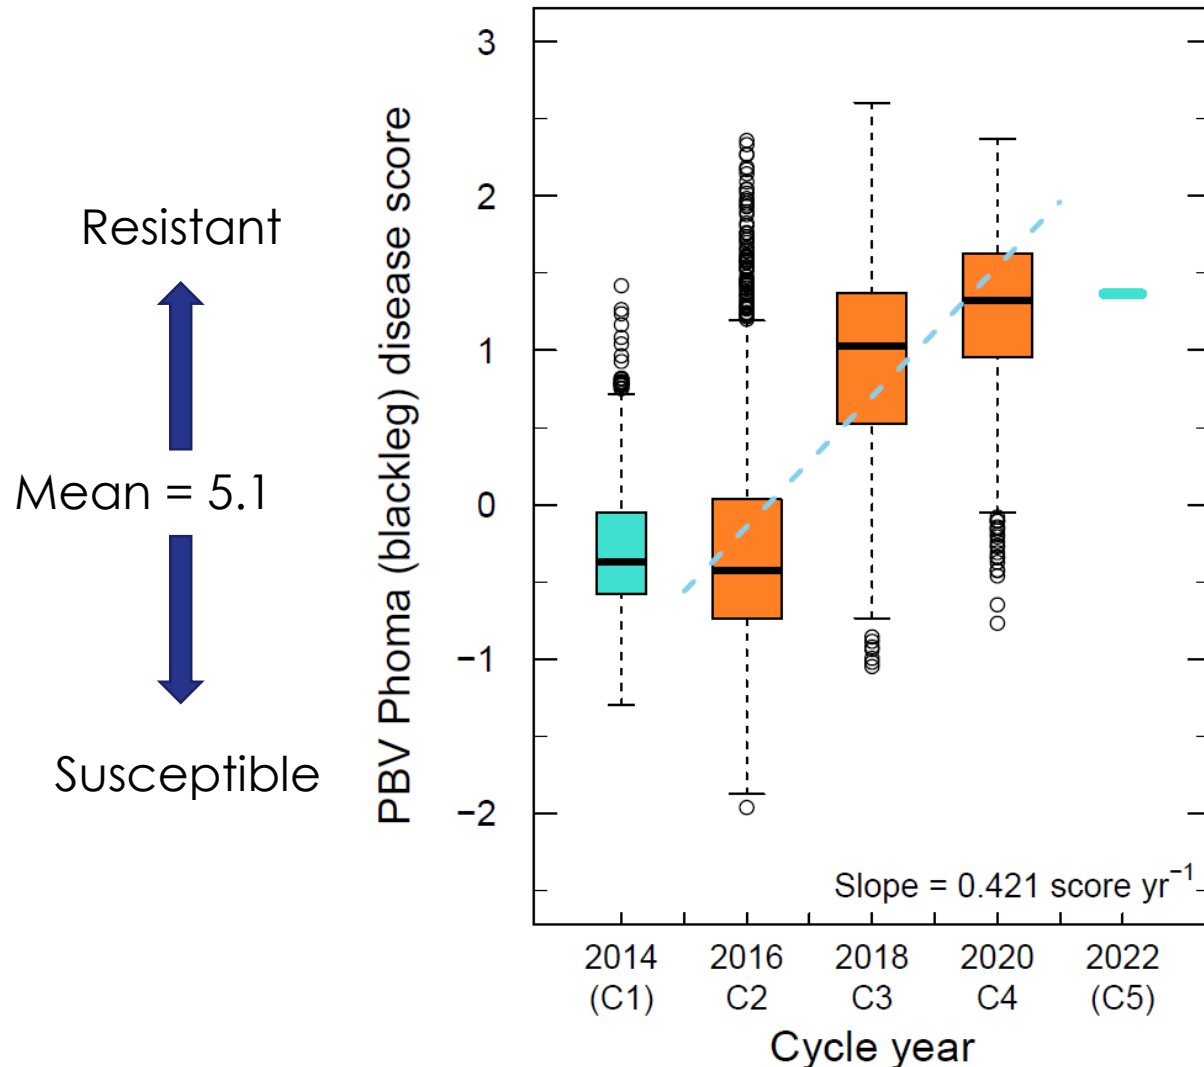 Resistant
Mean = 5.1
Susceptible
PBV Phoma (blackleg) disease score
3
2
1
0
−1
−2
Slope = 0.421 score yr⁻¹
2014 2016 2018 2020 2022
(C1) C2 C3 C4 (C5)
Cycle year